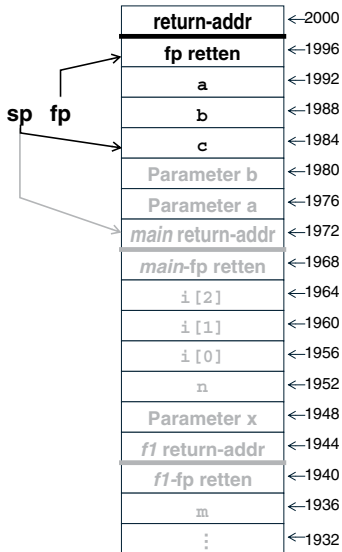 return-addr ←2000
fp retten ←1996
a ←1992
b ←1988
sp fp
c ←1984
Parameter b ←1980
Parameter a ←1976
main return-addr ←1972
main-fp retten ←1968
i[2] ←1964
i[1] ←1960
i[0] ←1956
n ←1952
Parameter x ←1948
f1 return-addr ←1944
f1-fp retten ←1940
m ←1936
⋮ ←1932